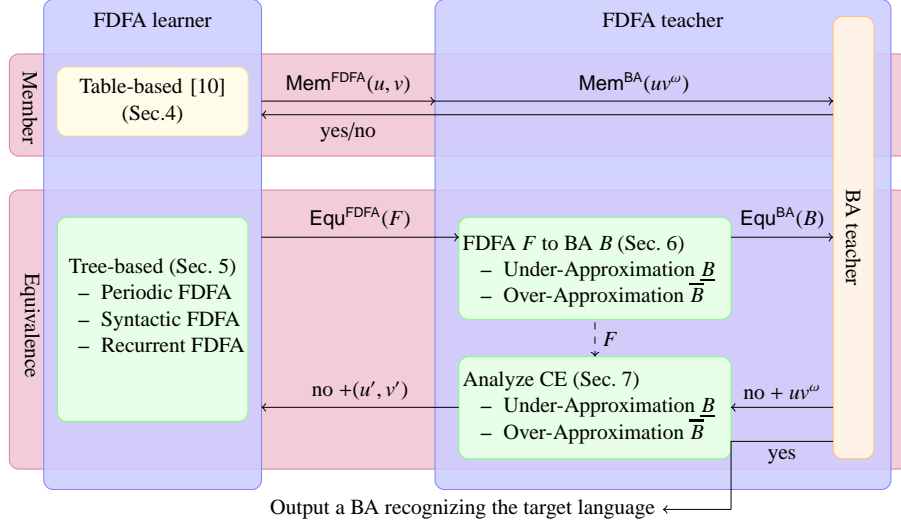 FDFA learner
FDFA teacher
Member
Table-based [10]
(Sec.4)
Mem^FDFA(u, v)
Mem^BA(uv^ω)
yes/no
BA teacher
Equivalence
Tree-based (Sec. 5)
– Periodic FDFA
– Syntactic FDFA
– Recurrent FDFA
Equ^FDFA(F)
FDFA F to BA B (Sec. 6)
– Under-Approximation B̲
– Over-Approximation B̅
Equ^BA(B)
F
Analyze CE (Sec. 7)
– Under-Approximation B̲
– Over-Approximation B̅
no +(u′, v′)
no + uv^ω
yes
Output a BA recognizing the target language